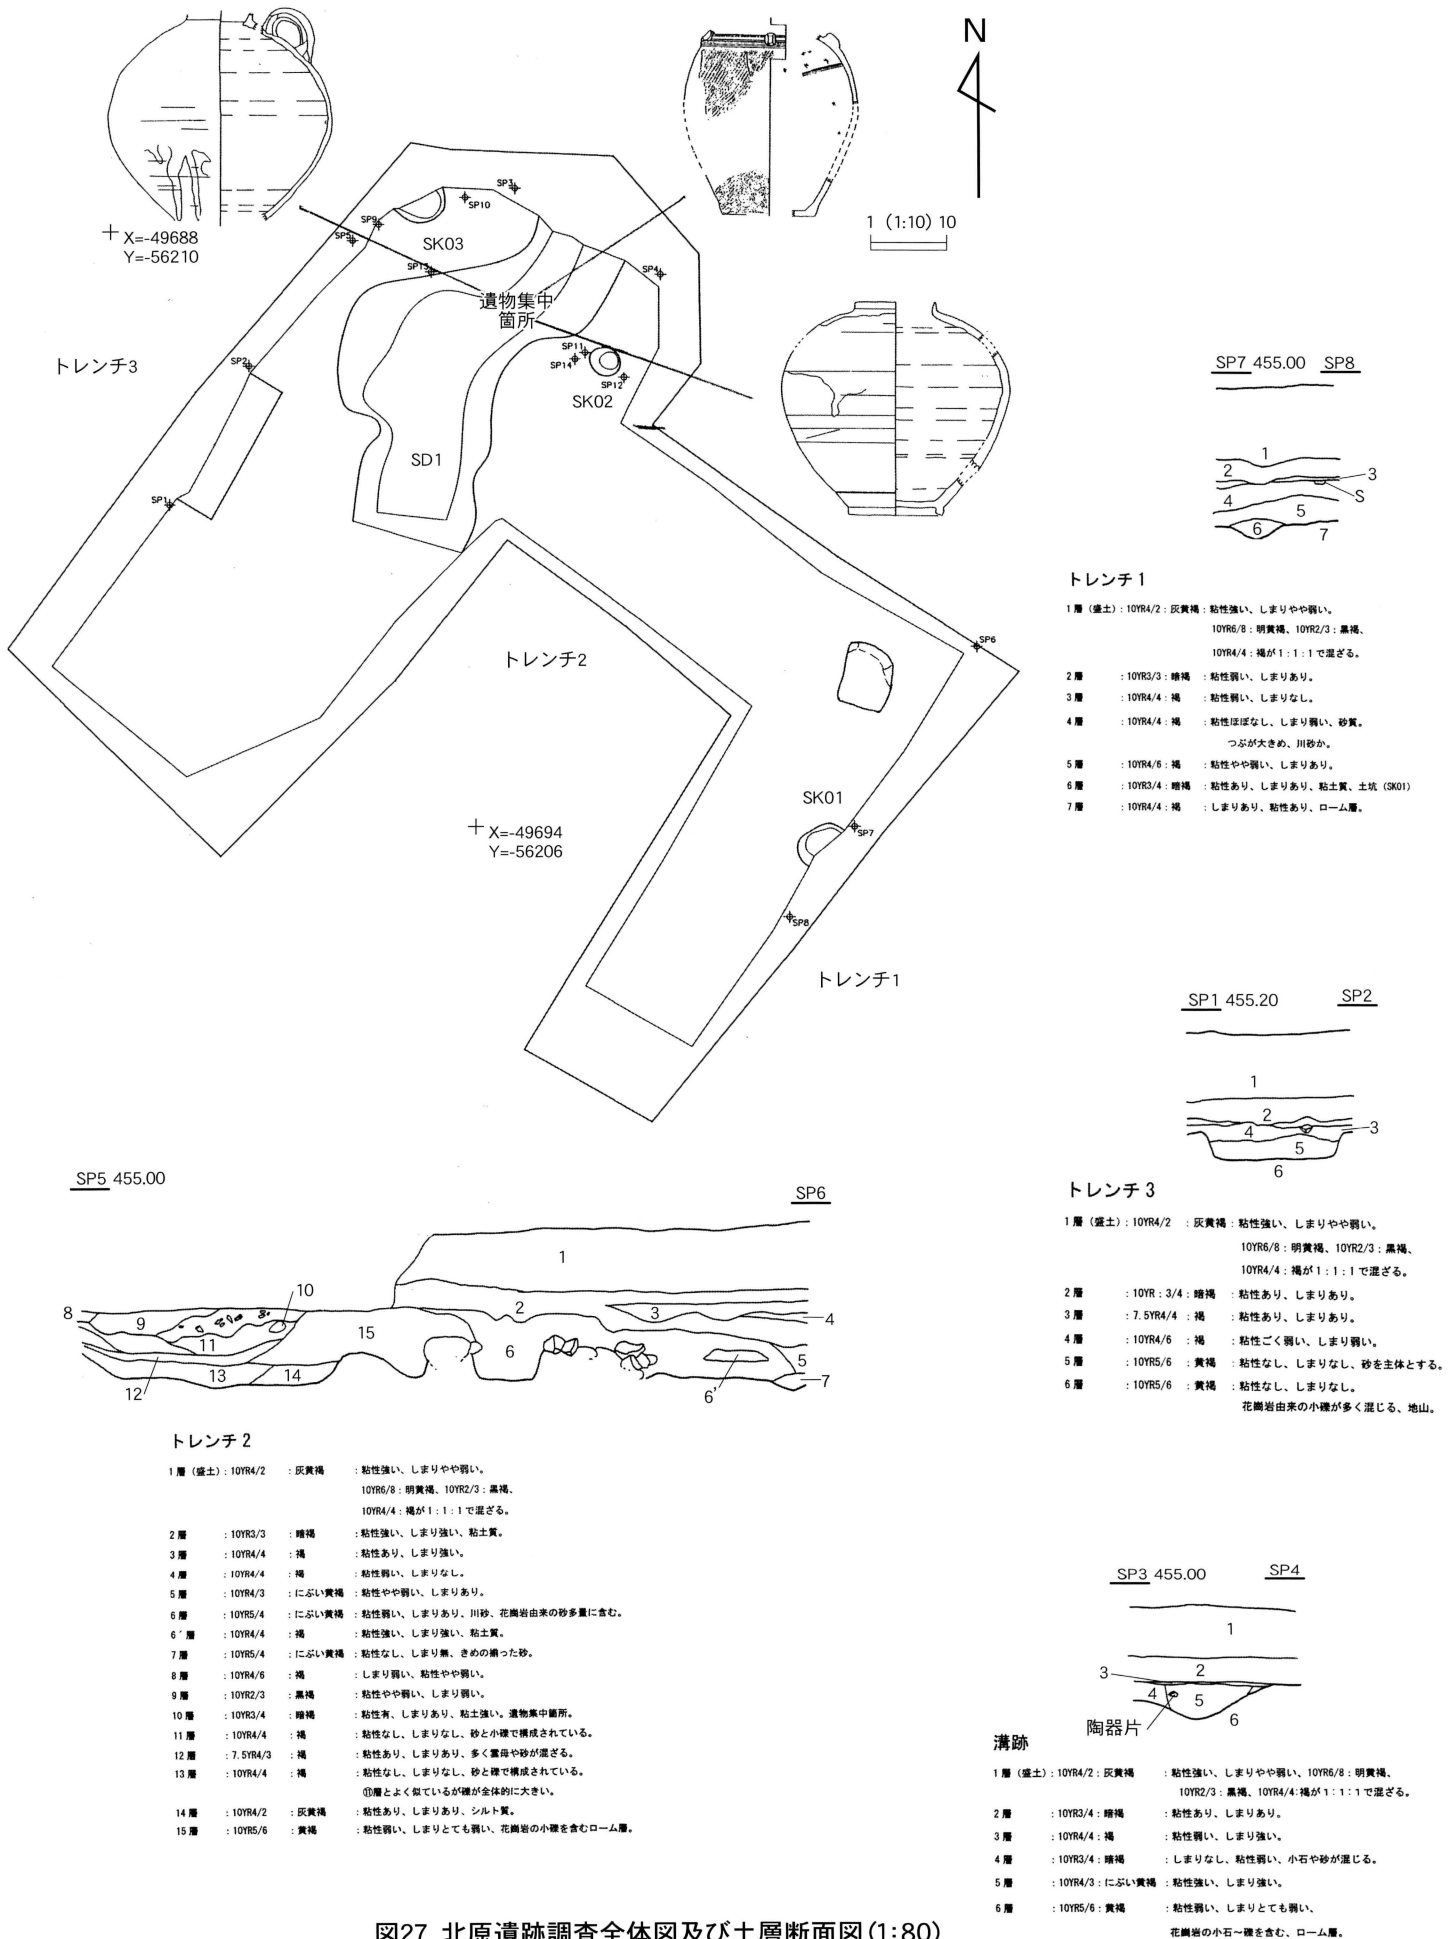 N
1 (1:10) 10
X=-49688
Y=-56210
SP3
SP10
SP9
SP5
SK03
SP13
SP4
遺物集中
箇所
トレンチ3
SP2
SP11
SP14
SP12
SK02
SD1
SP1
トレンチ2
SP6
SK01
X=-49694
Y=-56206
SP7
SP8
トレンチ1
SP7 455.00 SP8
1
2
3
S
4
5
6
7
トレンチ1
1層(盛土):10YR4/2:灰黄褐:粘性強い、しまりやや弱い。
10YR6/8:明黄褐、10YR2/3:黒褐、
10YR4/4:褐が1:1:1で混ざる。
2層 :10YR3/3:暗褐 :粘性弱い、しまりあり。
3層 :10YR4/4:褐 :粘性弱い、しまりなし。
4層 :10YR4/4:褐 :粘性ほぼなし、しまり弱い、砂質。
つぶが大きめ、川砂か。
5層 :10YR4/6:褐 :粘性やや弱い、しまりあり。
6層 :10YR3/4:暗褐 :粘性あり、しまりあり、粘土質、土坑(SK01)
7層 :10YR4/4:褐 :しまりあり、粘性あり、ローム層。
SP1 455.20 SP2
1
2
3
4
5
6
トレンチ3
1層(盛土):10YR4/2 :灰黄褐:粘性強い、しまりやや弱い。
10YR6/8:明黄褐、10YR2/3:黒褐、
10YR4/4:褐が1:1:1で混ざる。
2層 :10YR:3/4:暗褐 :粘性あり、しまりあり。
3層 :7.5YR4/4 :褐 :粘性あり、しまりあり。
4層 :10YR4/6 :褐 :粘性ごく弱い、しまり弱い。
5層 :10YR5/6 :黄褐 :粘性なし、しまりなし、砂を主体とする。
6層 :10YR5/6 :黄褐 :粘性なし、しまりなし。
花崗岩由来の小礫が多く混じる、地山。
SP5 455.00
SP6
1
10
8
9
2
3
4
15
11
6
5
12
13
14
6'
7
トレンチ2
1層(盛土):10YR4/2 :灰黄褐 :粘性強い、しまりやや弱い。
10YR6/8:明黄褐、10YR2/3:黒褐、
10YR4/4:褐が1:1:1で混ざる。
2層 :10YR3/3 :暗褐 :粘性強い、しまり強い、粘土質。
3層 :10YR4/4 :褐 :粘性あり、しまり強い。
4層 :10YR4/4 :褐 :粘性弱い、しまりなし。
5層 :10YR4/3 :にぶい黄褐 :粘性やや弱い、しまりあり。
6層 :10YR5/4 :にぶい黄褐 :粘性弱い、しまりあり、川砂、花崗岩由来の砂多量に含む。
6´層 :10YR4/4 :褐 :粘性強い、しまり強い、粘土質。
7層 :10YR5/4 :にぶい黄褐 :粘性なし、しまり無、きめの揃った砂。
8層 :10YR4/6 :褐 :しまり弱い、粘性やや弱い。
9層 :10YR2/3 :黒褐 :粘性やや弱い、しまり弱い。
10層 :10YR3/4 :暗褐 :粘性有、しまりあり、粘土強い。遺物集中箇所。
11層 :10YR4/4 :褐 :粘性なし、しまりなし、砂と小礫で構成されている。
12層 :7.5YR4/3 :褐 :粘性あり、しまりあり、多く雲母や砂が混ざる。
13層 :10YR4/4 :褐 :粘性なし、しまりなし、砂と礫で構成されている。
⑪層とよく似ているが礫が全体的に大きい。
14層 :10YR4/2 :灰黄褐 :粘性あり、しまりあり、シルト質。
15層 :10YR5/6 :黄褐 :粘性弱い、しまりとても弱い、花崗岩の小礫を含むローム層。
SP3 455.00 SP4
1
2
3
4
5
6
陶器片
溝跡
1層(盛土):10YR4/2:灰黄褐 :粘性強い、しまりやや弱い、10YR6/8:明黄褐、
10YR2/3:黒褐、10YR4/4:褐が1:1:1で混ざる。
2層 :10YR3/4:暗褐 :粘性あり、しまりあり。
3層 :10YR4/4:褐 :粘性弱い、しまり強い。
4層 :10YR3/4:暗褐 :しまりなし、粘性弱い、小石や砂が混じる。
5層 :10YR4/3:にぶい黄褐 :粘性強い、しまり強い。
6層 :10YR5/6:黄褐 :粘性弱い、しまりとても弱い、
花崗岩の小石~礫を含む、ローム層。
図27 北原遺跡調査全体図及び土層断面図(1:80)